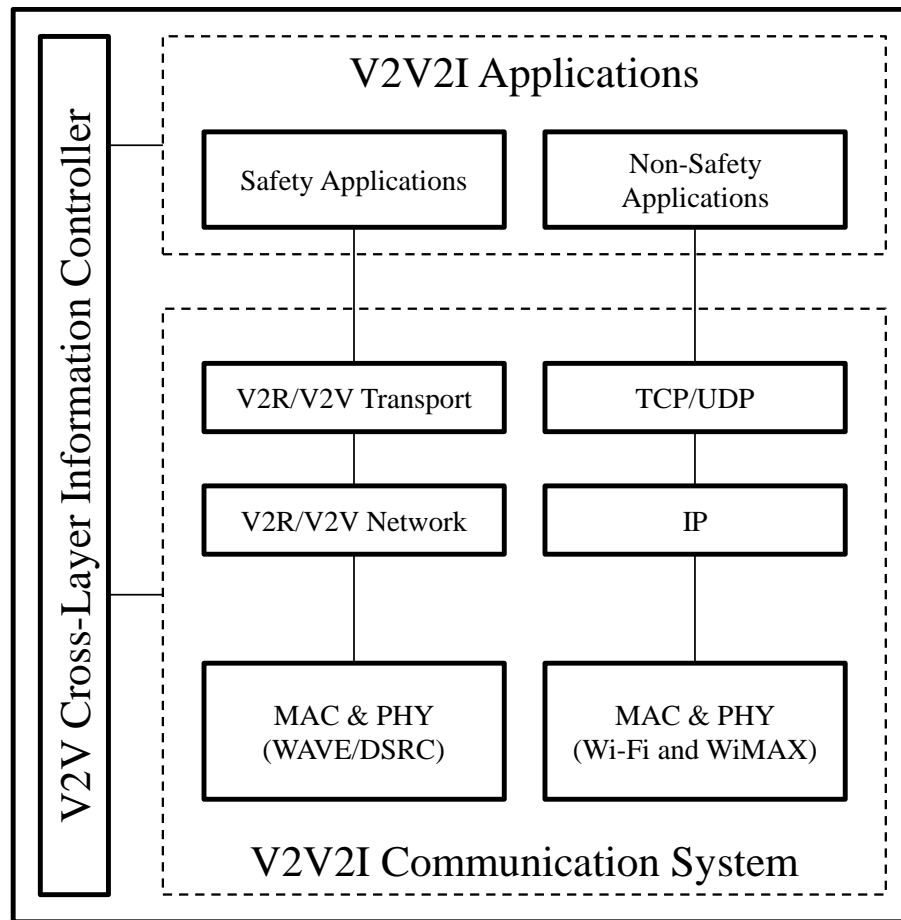 V2V Cross-Layer Information Controller
V2V2I Applications
Safety Applications
Non-Safety
Applications
V2R/V2V Transport
TCP/UDP
V2R/V2V Network
IP
MAC & PHY
(WAVE/DSRC)
MAC & PHY
(Wi-Fi and WiMAX)
V2V2I Communication System